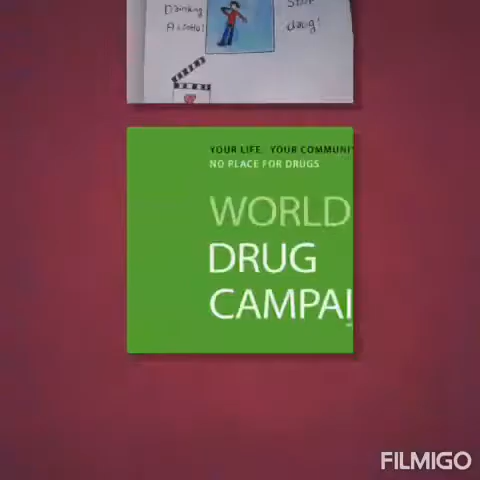 Drinking
Alcohol
Stop
drug!
YOUR LIFE. YOUR COMMUNI
NO PLACE FOR DRUGS
WORLD
DRUG
CAMPAI
FILMIGO